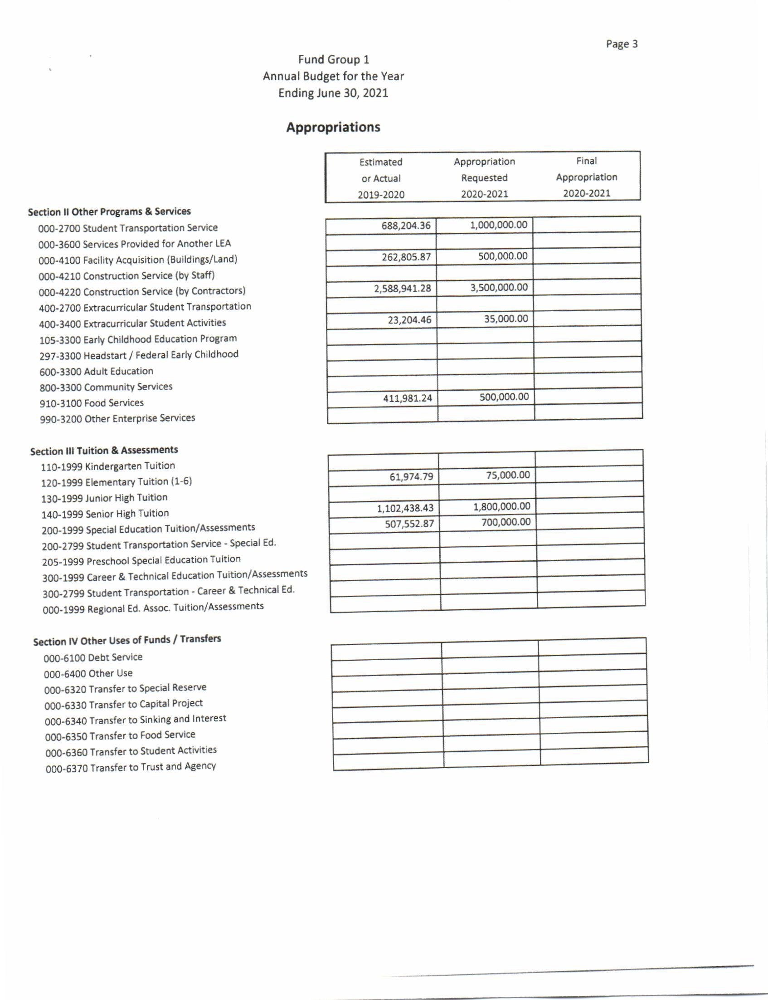 Page 3
Fund Group 1
Annual Budget for the Year
Ending June 30, 2021
Appropriations
Estimated Appropriation Final
or Actual Requested Appropriation
2019-2020 2020-2021 2020-2021
Section II Other Programs & Services
000-2700 Student Transportation Service 688,204.36 1,000,000.00
000-3600 Services Provided for Another LEA
000-4100 Facility Acquisition (Buildings/Land) 262,805.87 500,000.00
000-4210 Construction Service (by Staff)
000-4220 Construction Service (by Contractors) 2,588,941.28 3,500,000.00
400-2700 Extracurricular Student Transportation
400-3400 Extracurricular Student Activities 23,204.46 35,000.00
105-3300 Early Childhood Education Program
297-3300 Headstart / Federal Early Childhood
600-3300 Adult Education
800-3300 Community Services
910-3100 Food Services 411,981.24 500,000.00
990-3200 Other Enterprise Services
Section III Tuition & Assessments
110-1999 Kindergarten Tuition
120-1999 Elementary Tuition (1-6) 61,974.79 75,000.00
130-1999 Junior High Tuition
140-1999 Senior High Tuition 1,102,438.43 1,800,000.00
200-1999 Special Education Tuition/Assessments 507,552.87 700,000.00
200-2799 Student Transportation Service - Special Ed.
205-1999 Preschool Special Education Tuition
300-1999 Career & Technical Education Tuition/Assessments
300-2799 Student Transportation - Career & Technical Ed.
000-1999 Regional Ed. Assoc. Tuition/Assessments
Section IV Other Uses of Funds / Transfers
000-6100 Debt Service
000-6400 Other Use
000-6320 Transfer to Special Reserve
000-6330 Transfer to Capital Project
000-6340 Transfer to Sinking and Interest
000-6350 Transfer to Food Service
000-6360 Transfer to Student Activities
000-6370 Transfer to Trust and Agency